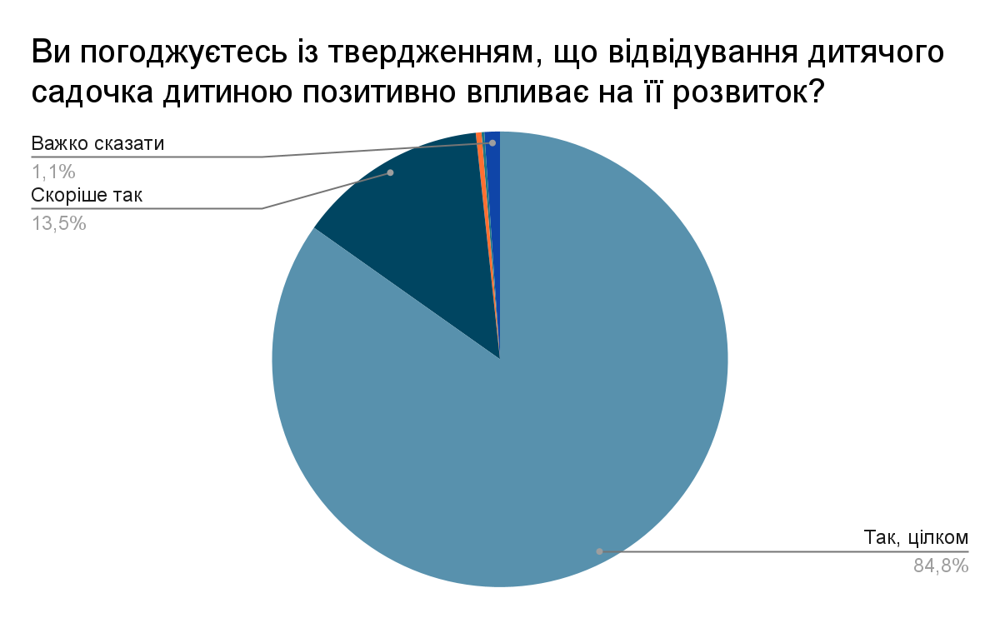 Ви погоджуєтесь із твердженням, що відвідування дитячого
садочка дитиною позитивно впливає на її розвиток?
Важко сказати
1,1%
Скоріше так
13,5%
Так, цілком
84,8%